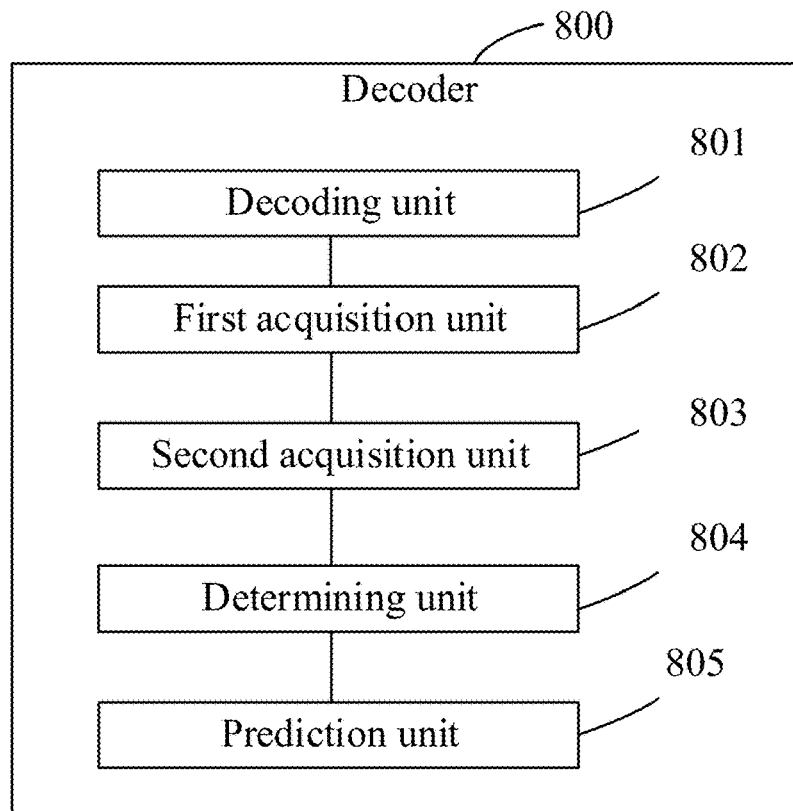 800
Decoder
801
Decoding unit
802
First acquisition unit
803
Second acquisition unit
804
Determining unit
805
Prediction unit